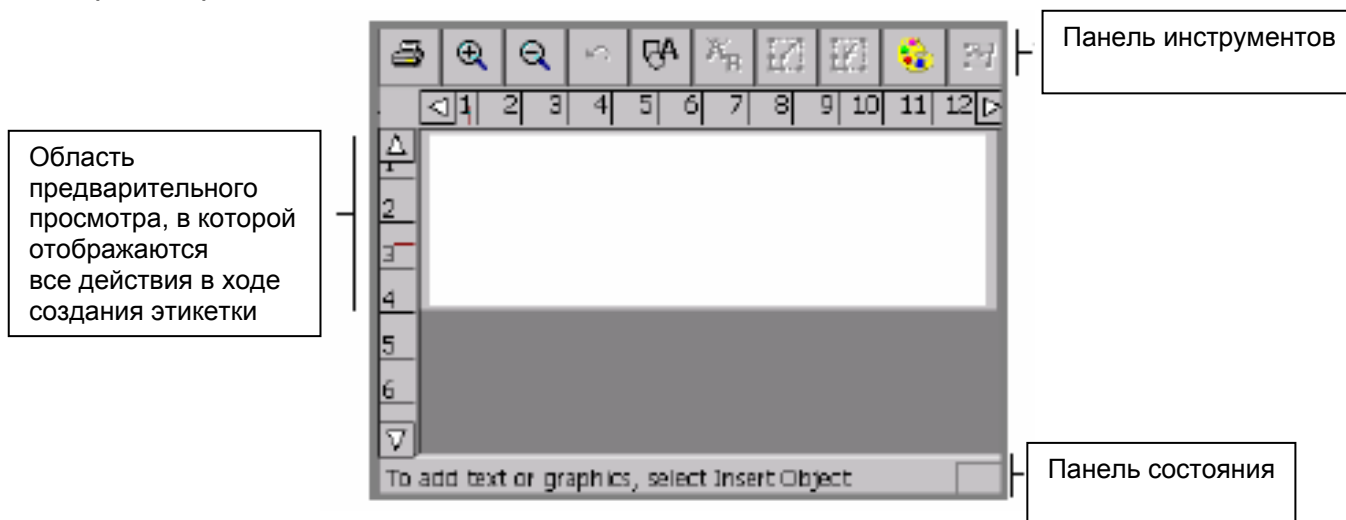 Панель инструментов
1 2 3 4 5 6 7 8 9 10 11 12
Область
предварительного
просмотра, в которой
отображаются
все действия в ходе
создания этикетки
1
2
3
4
5
6
To add text or graphics, select Insert Object
Панель состояния